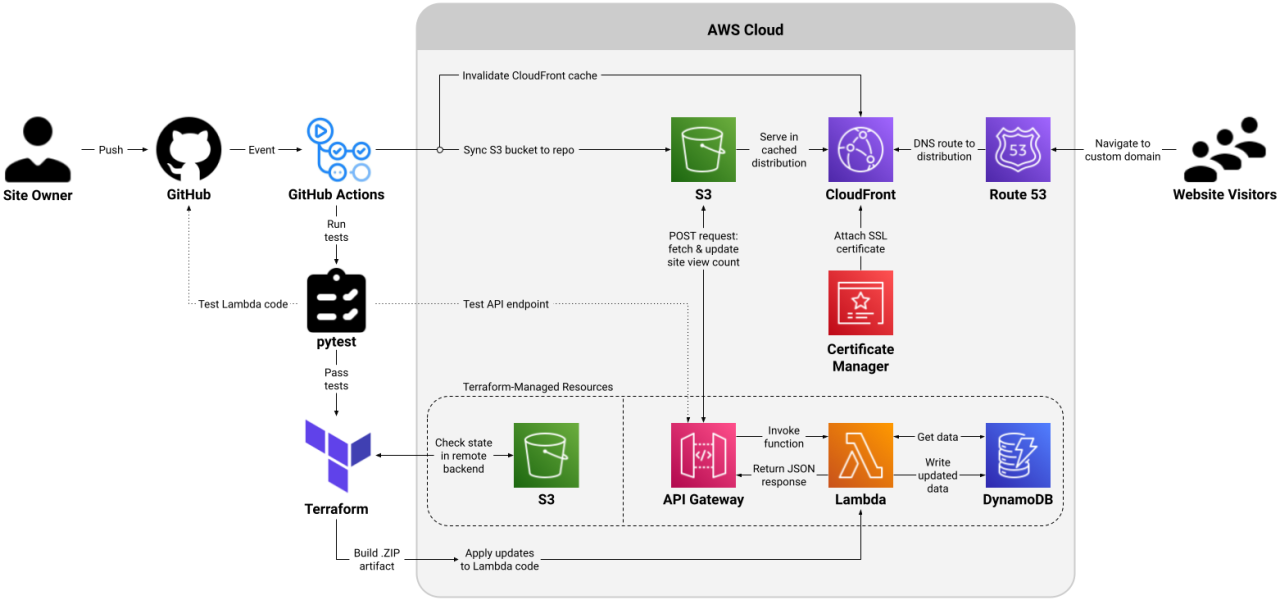 AWS Cloud
Invalidate CloudFront cache
Push
Event
Sync S3 bucket to repo
Serve in
cached
distribution
DNS route to
distribution
53
Navigate to
custom domain
Site Owner
GitHub
GitHub Actions
S3
CloudFront
Route 53
Website Visitors
Run
tests
POST request:
fetch & update
site view count
Attach SSL
certificate
Test Lambda code
Test API endpoint
pytest
Certificate
Manager
Pass
tests
Terraform-Managed Resources
Check state
in remote
backend
</>
Invoke
function
Return JSON
response
Get data
Write
updated
data
Terraform
S3
API Gateway
Lambda
DynamoDB
Build .ZIP
artifact
Apply updates
to Lambda code